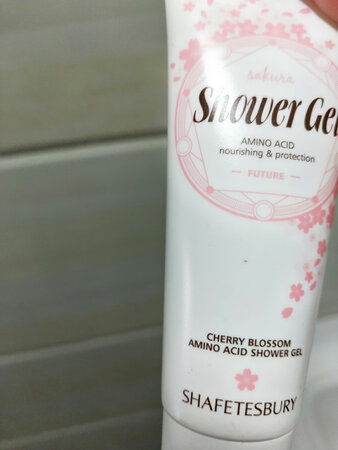 sakura
Shower Gel
AMINO ACID
nourishing & protection
FUTURE
CHERRY BLOSSOM
AMINO ACID SHOWER GEL
SHAFETESBURY